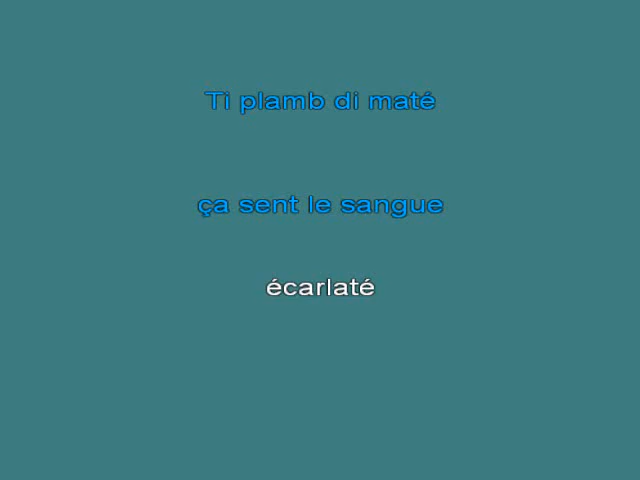 Ti plamb di maté
ça sent le sangue
écarlaté